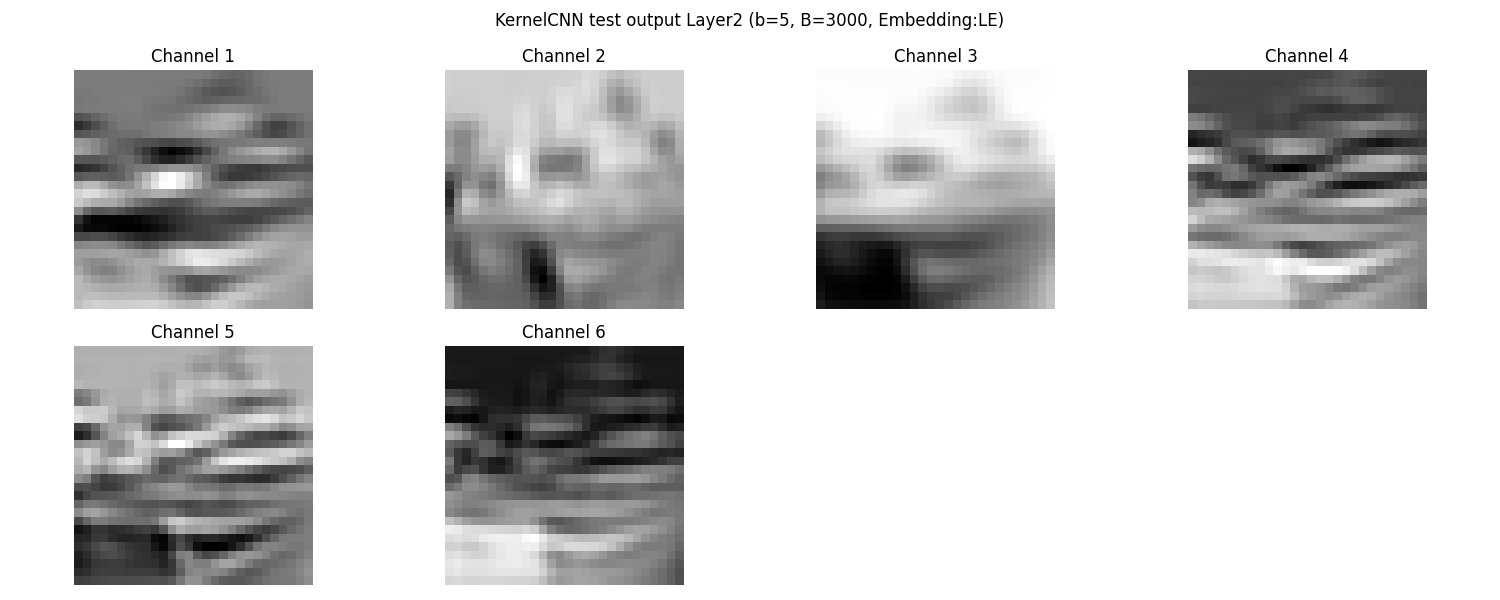 KernelCNN test output Layer2 (b=5, B=3000, Embedding:LE)
Channel 1
Channel 2
Channel 3
Channel 4
Channel 5
Channel 6